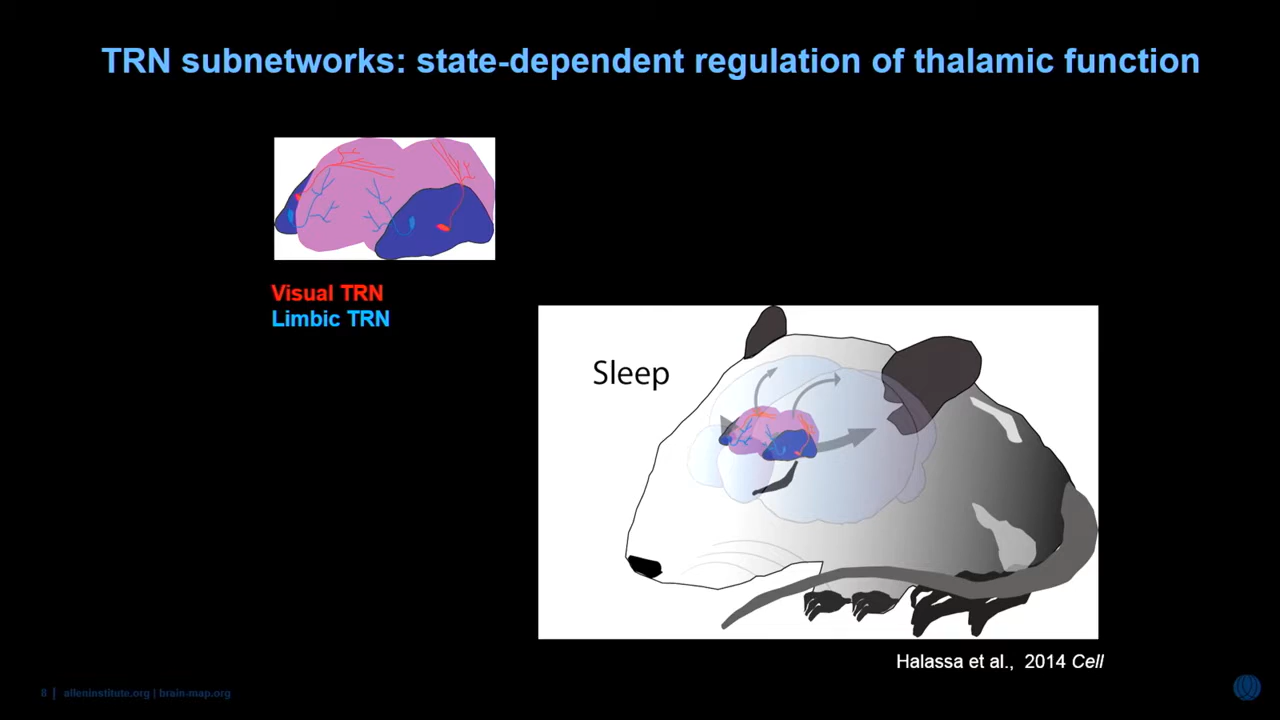 TRN subnetworks: state-dependent regulation of thalamic function
Visual TRN
Limbic TRN
Sleep
Halassa et al., 2014 Cell
8 | alleninstitute.org | brain-map.org